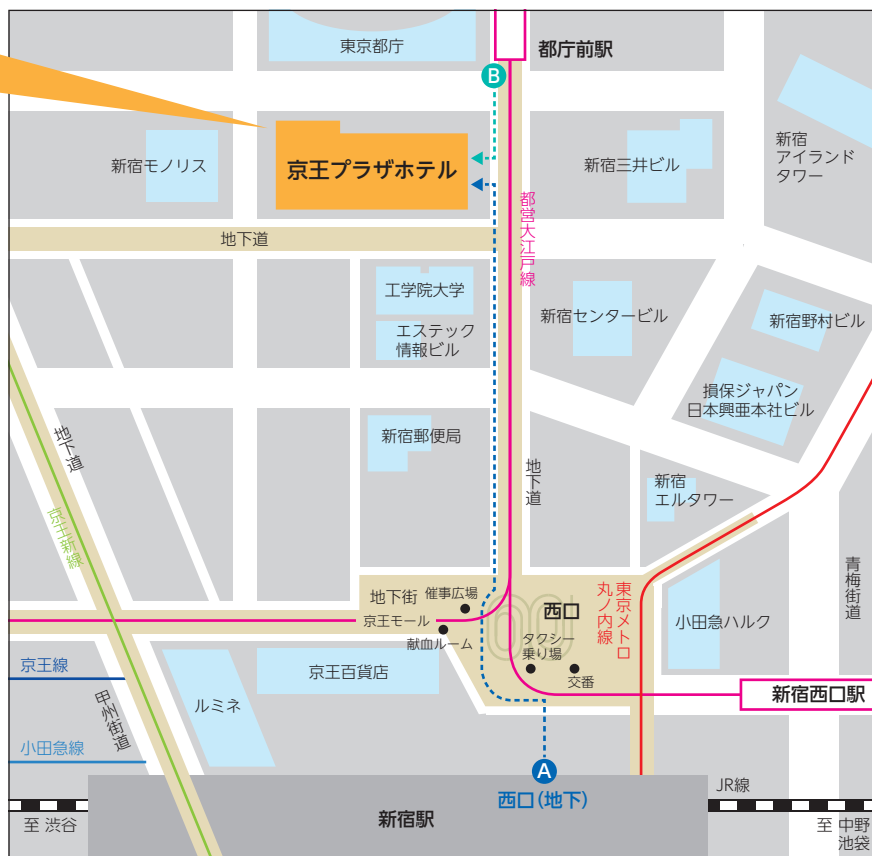 東京都庁
都庁前駅
B
新宿モノリス
京王プラザホテル
新宿三井ビル
新宿
アイランド
タワー
都営大江戸線
地下道
工学院大学
エステック
情報ビル
新宿センタービル
新宿野村ビル
損保ジャパン
日本興亜本社ビル
新宿郵便局
地下道
京王新線
地下道
新宿
エルタワー
青梅街道
地下街
催事広場
京王モール
献血ルーム
西口
タクシー
乗り場
交番
東京メトロ
丸ノ内線
小田急ハルク
京王線
甲州街道
小田急線
ルミネ
京王百貨店
新宿西口駅
A
西口(地下)
新宿駅
JR線
至 渋谷
至 中野
池袋